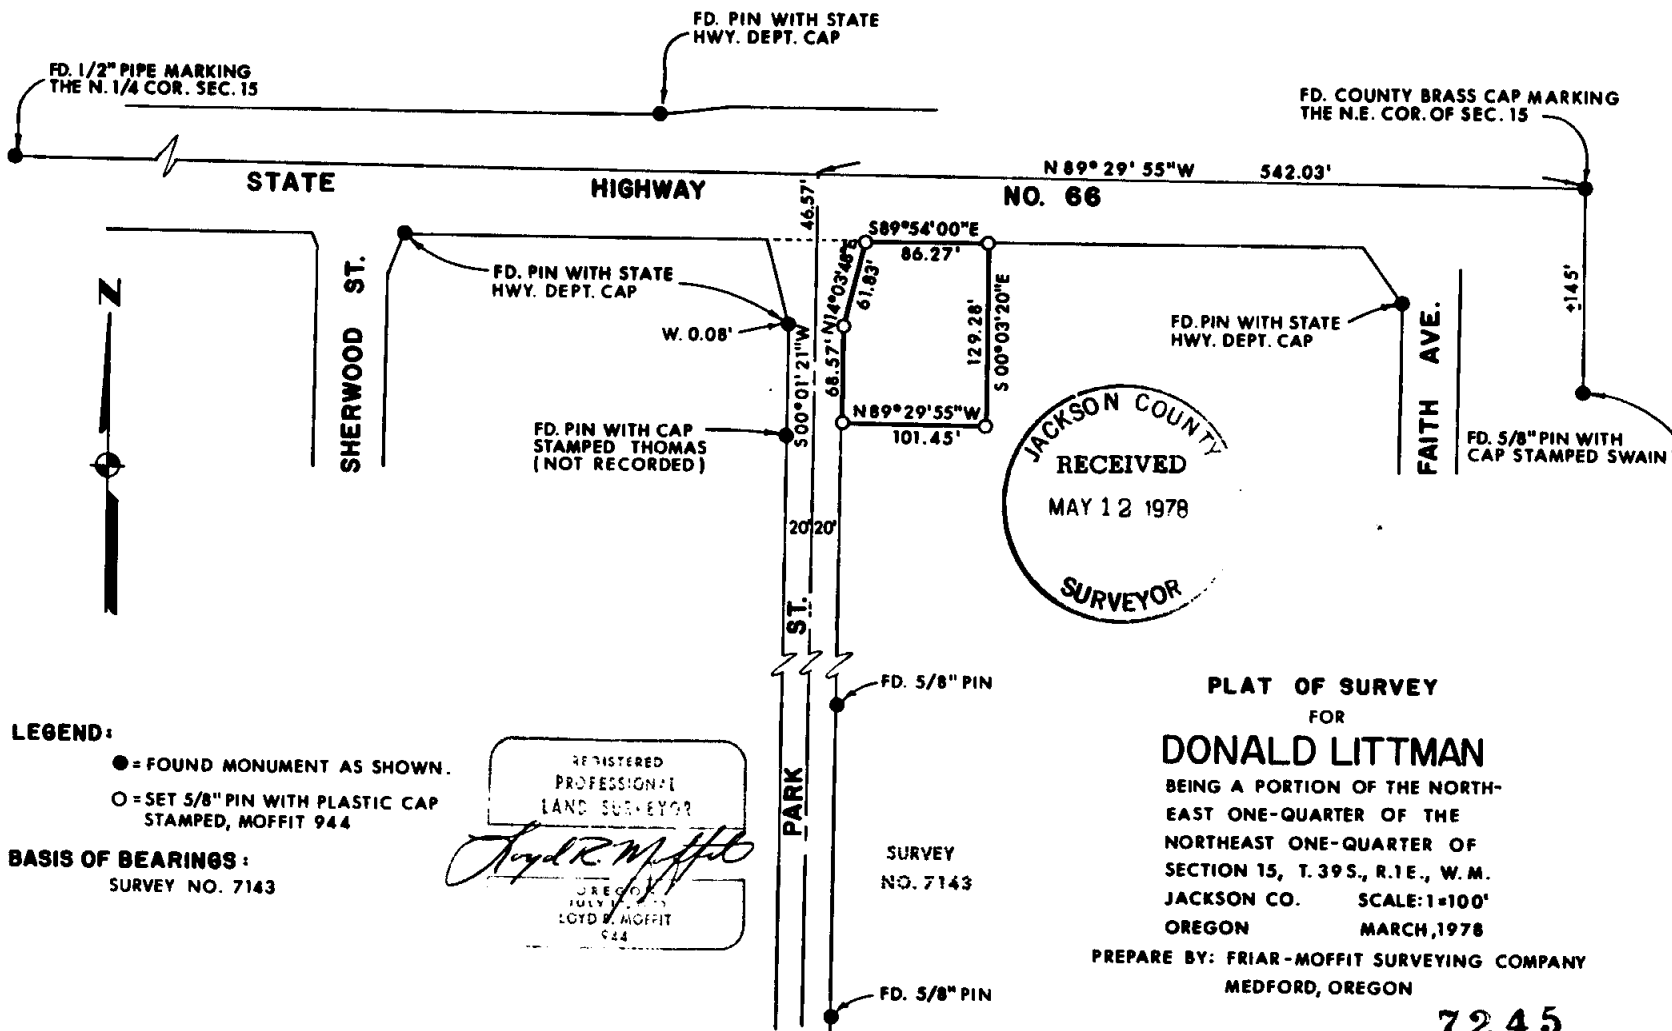 FD. PIN WITH STATE
HWY. DEPT. CAP
FD. 1/2" PIPE MARKING
THE N. 1/4 COR. SEC. 15
FD. COUNTY BRASS CAP MARKING
THE N.E. COR. OF SEC. 15
STATE HIGHWAY NO. 66
N 89° 29' 55"W 542.03'
46.57'
S89°54'00"E
86.27'
N14°03'48"
61.83'
68.57'
129.28'
S 00°03'20"E
N89°29'55"W
101.45'
S00°01'21"W
FD. PIN WITH STATE
HWY. DEPT. CAP
W. 0.08'
FD. PIN WITH CAP
STAMPED THOMAS
(NOT RECORDED)
SHERWOOD ST.
N
20' 20'
PARK ST.
FD. PIN WITH STATE
HWY. DEPT. CAP
FAITH AVE.
±145'
FD. 5/8" PIN WITH
CAP STAMPED SWAIN
JACKSON COUNTY
RECEIVED
MAY 12 1978
SURVEYOR
FD. 5/8" PIN
FD. 5/8" PIN
SURVEY
NO. 7143
LEGEND:
= FOUND MONUMENT AS SHOWN.
= SET 5/8" PIN WITH PLASTIC CAP
STAMPED, MOFFIT 944
BASIS OF BEARINGS:
SURVEY NO. 7143
REGISTERED
PROFESSIONAL
LAND SURVEYOR
Loyd R. Moffit
OREGON
JULY
LOYD R. MOFFIT
944
PLAT OF SURVEY
FOR
DONALD LITTMAN
BEING A PORTION OF THE NORTH-
EAST ONE-QUARTER OF THE
NORTHEAST ONE-QUARTER OF
SECTION 15, T. 39 S., R. 1 E., W. M.
JACKSON CO. SCALE: 1=100'
OREGON MARCH, 1978
PREPARE BY: FRIAR-MOFFIT SURVEYING COMPANY
MEDFORD, OREGON
7245